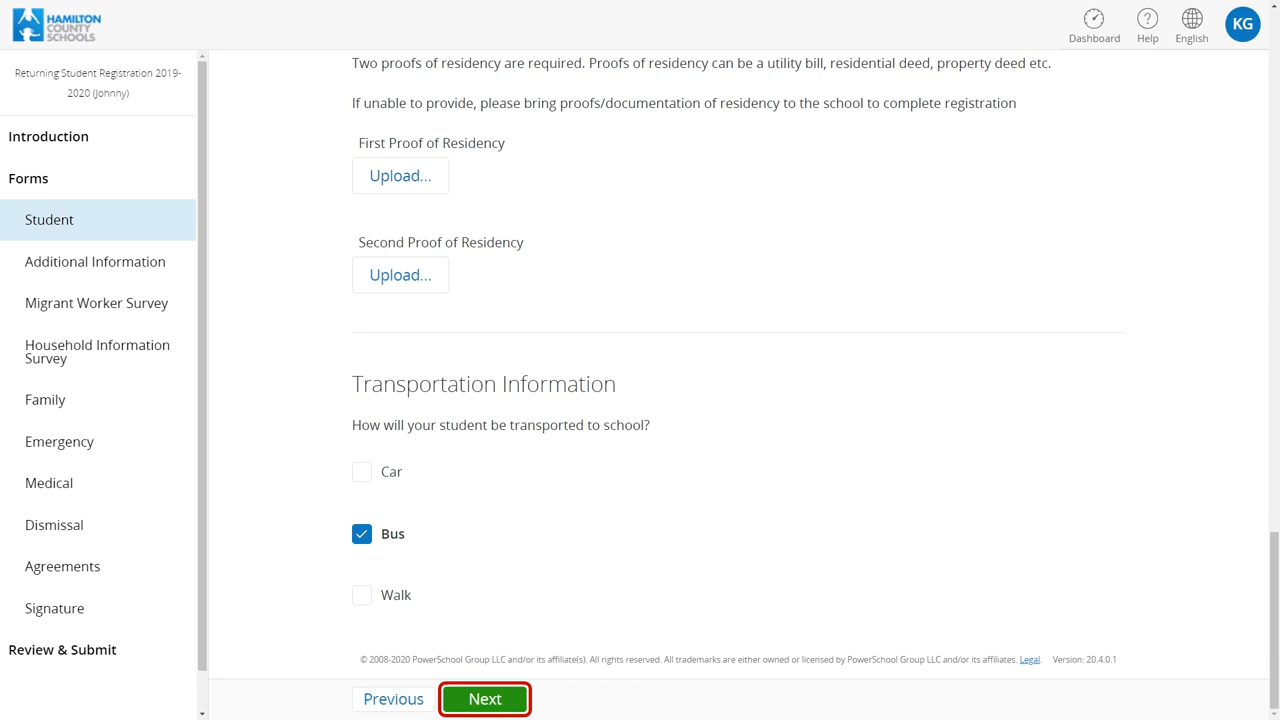 HAMILTON
COUNTY
SCHOOLS
Dashboard
Help
English
KG
Returning Student Registration 2019-
2020 (Johnny)
Introduction
Forms
Student
Additional Information
Migrant Worker Survey
Household Information
Survey
Family
Emergency
Medical
Dismissal
Agreements
Signature
Review & Submit
Two proofs of residency are required. Proofs of residency can be a utility bill, residential deed, property deed etc.
If unable to provide, please bring proofs/documentation of residency to the school to complete registration
First Proof of Residency
Upload...
Second Proof of Residency
Upload...
Transportation Information
How will your student be transported to school?
Car
Bus
Walk
© 2008-2020 PowerSchool Group LLC and/or its affiliate(s). All rights reserved. All trademarks are either owned or licensed by PowerSchool Group LLC and/or its affiliates. Legal. Version: 20.4.0.1
Previous
Next